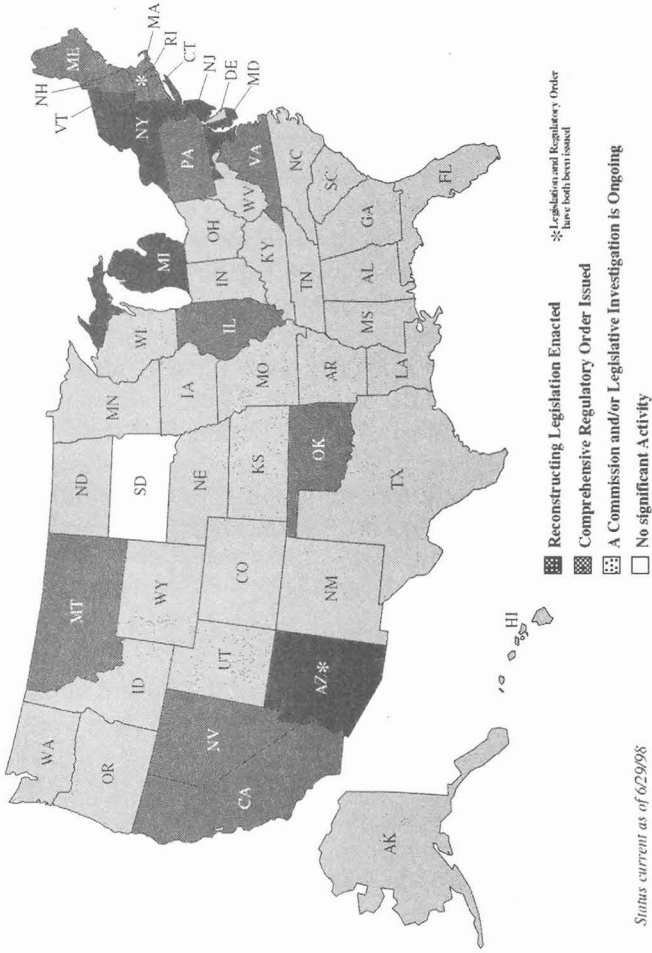 WA
OR
CA
NV
ID
MT
WY
UT
AZ*
CO
NM
ND
SD
NE
KS
OK
TX
MN
IA
MO
AR
LA
WI
IL
MI
IN
OH
KY
TN
MS
AL
GA
FL
SC
NC
VA
WV
PA
NY
VT
NH
ME
MA
RI
CT
NJ
DE
MD
*
AK
HI
Reconstructing Legislation Enacted
Comprehensive Regulatory Order Issued
A Commission and/or Legislative Investigation is Ongoing
No significant Activity
*Legislation and Regulatory Order
have both been issued
Status current as of 6/29/98